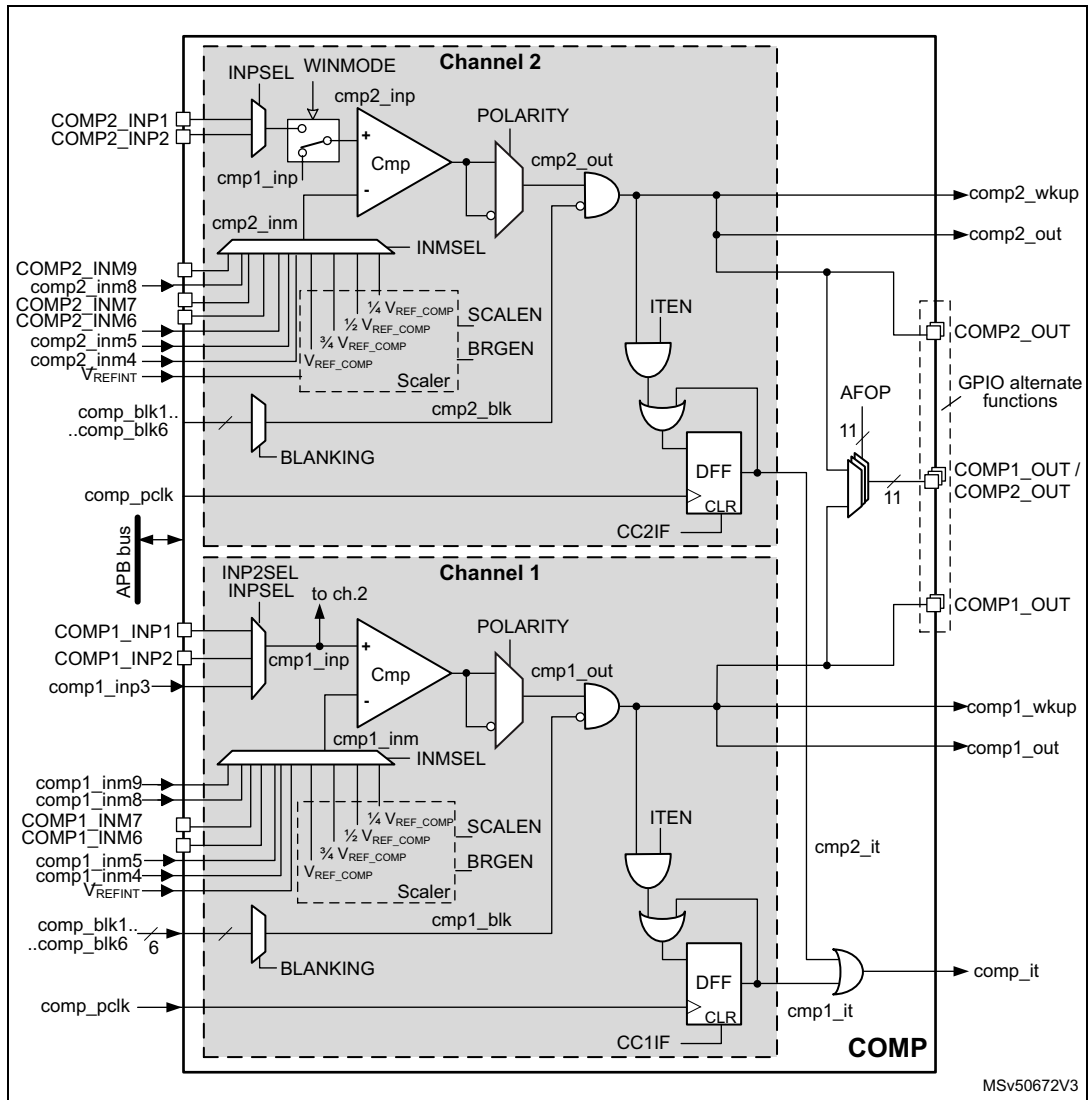 Channel 2
WINMODE
INPSEL
cmp2_inp
COMP2_INP1
COMP2_INP2
POLARITY
+
Cmp
-
cmp2_out
cmp1_inp
comp2_wkup
cmp2_inm
comp2_out
INMSEL
COMP2_INM9
comp2_inm8
COMP2_INM7
COMP2_INM6
comp2_inm5
comp2_inm4
VREFINT
¼ VREF_COMP
½ VREF_COMP
¾ VREF_COMP
VREF_COMP
Scaler
SCALEN
BRGEN
ITEN
COMP2_OUT
GPIO alternate
functions
AFOP
11
comp_blk1..
..comp_blk6
cmp2_blk
BLANKING
COMP1_OUT /
COMP2_OUT
11
DFF
CLR
comp_pclk
CC2IF
APB bus
Channel 1
INP2SEL
INPSEL
to ch.2
COMP1_INP1
COMP1_INP2
comp1_inp3
cmp1_inp
+
Cmp
-
POLARITY
cmp1_out
COMP1_OUT
comp1_wkup
cmp1_inm
comp1_out
INMSEL
comp1_inm9
comp1_inm8
COMP1_INM7
COMP1_INM6
comp1_inm5
comp1_inm4
VREFINT
¼ VREF_COMP
½ VREF_COMP
¾ VREF_COMP
VREF_COMP
Scaler
SCALEN
BRGEN
ITEN
cmp2_it
comp_blk1..
..comp_blk6
6
cmp1_blk
BLANKING
DFF
CLR
comp_it
cmp1_it
comp_pclk
CC1IF
COMP
MSv50672V3